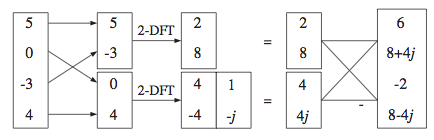 5 5 2-DFT 2 = 2 6
0 -3 8 8 8+4j
-3 0 2-DFT 4 1 = 4 -2
4 4 -4 -j 4j - 8-4j